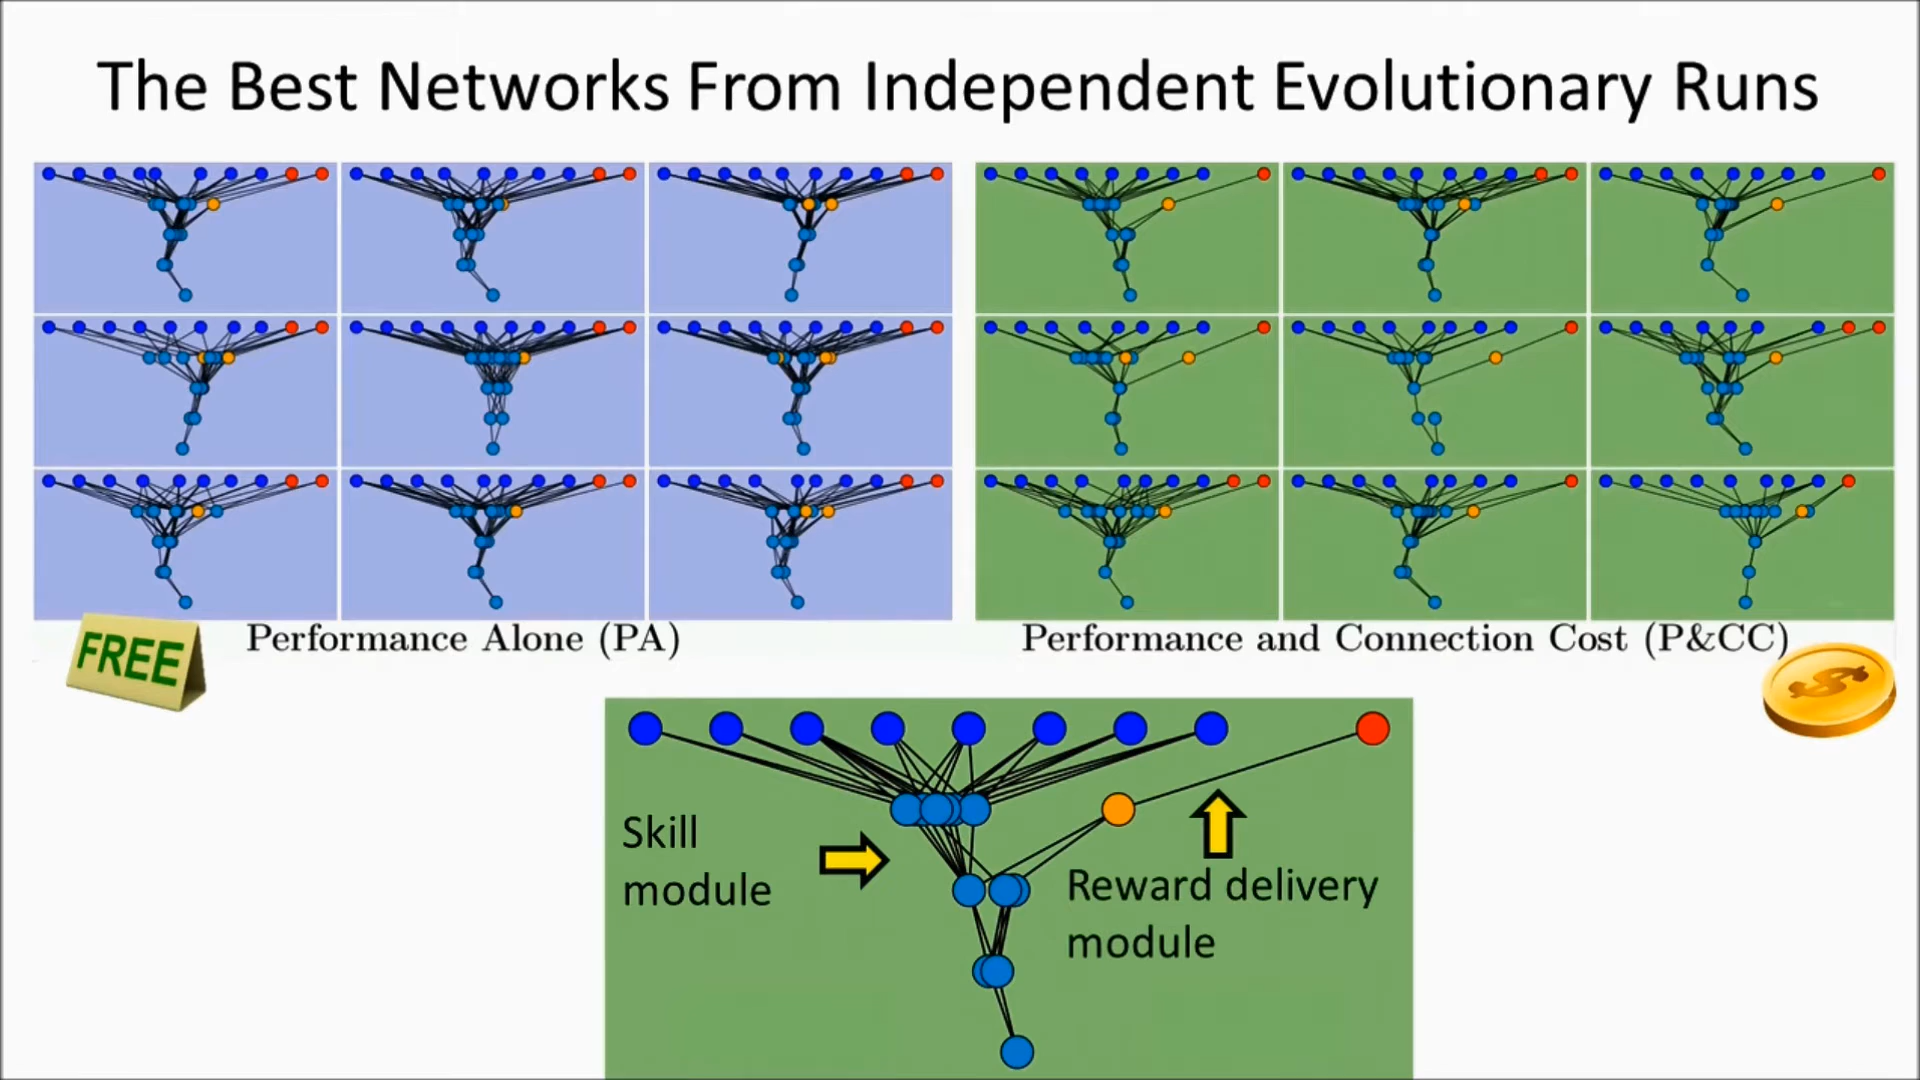 The Best Networks From Independent Evolutionary Runs
FREE
Performance Alone (PA)
Performance and Connection Cost (P&CC)
$
Skill
module
Reward delivery
module